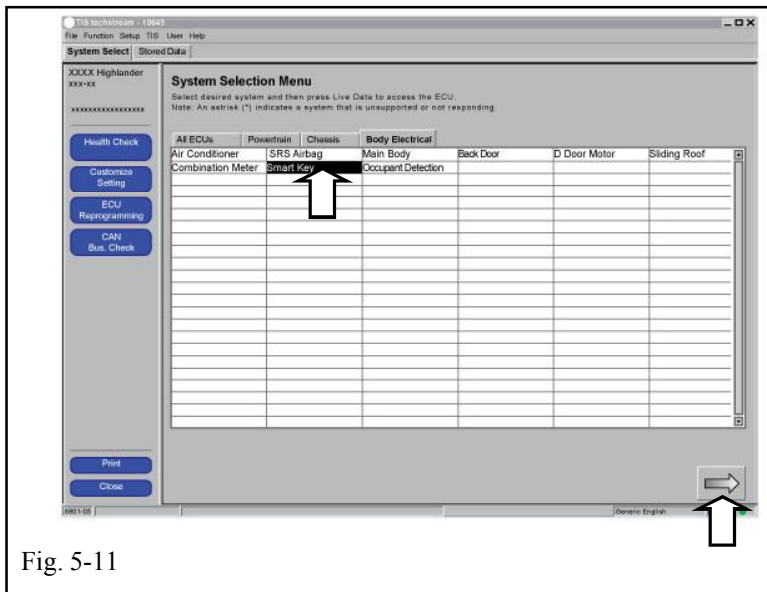 TIS techstream - 10645
File Function Setup TIS User Help
System Select Stored Data
XXXX Highlander
xxx-xx
xxxxxxxxxxxxxxxxx
Health Check
Customize
Setting
ECU
Reprogramming
CAN
Bus. Check
Print
Close
System Selection Menu
Select desired system and then press Live Data to access the ECU.
Note: An astrisk (*) indicates a system that is unsupported or not responding.
All ECUs Powertrain Chassis Body Electrical
Air Conditioner SRS Airbag Main Body Back Door D Door Motor Sliding Roof
Combination Meter Smart Key Occupant Detection
Generic English
Fig. 5-11